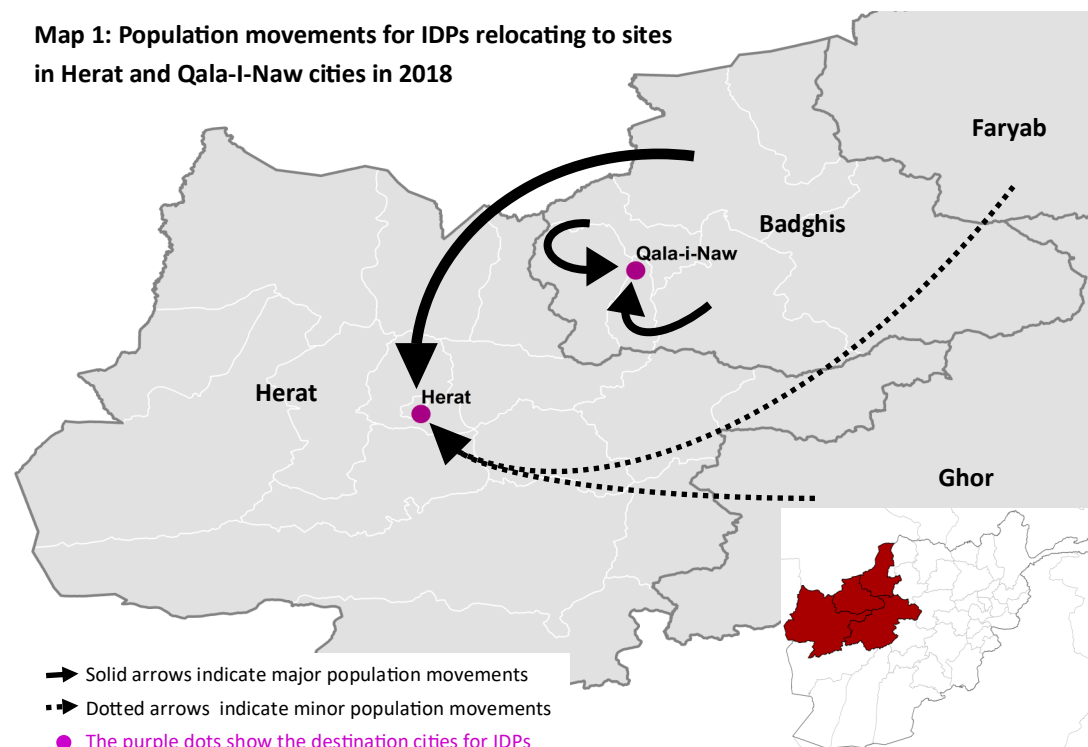 Map 1: Population movements for IDPs relocating to sites
in Herat and Qala-I-Naw cities in 2018
Faryab
Badghis
Qala-i-Naw
Herat
Herat
Ghor
Solid arrows indicate major population movements
Dotted arrows indicate minor population movements
The purple dots show the destination cities for IDPs